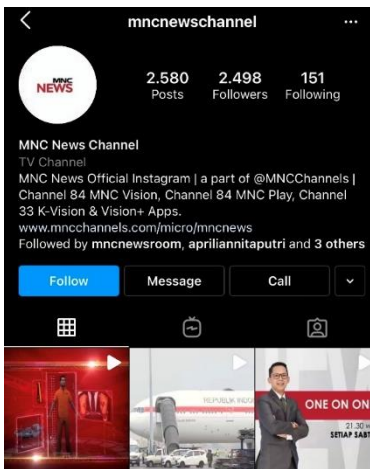 mncnewschannel
MNC
NEWS
2.580 2.498 151
Posts Followers Following
MNC News Channel
TV Channel
MNC News Official Instagram | a part of @MNCChannels |
Channel 84 MNC Vision, Channel 84 MNC Play, Channel
33 K-Vision & Vision+ Apps.
www.mncchannels.com/micro/mncnews
Followed by mncnewsroom, apriliannitaputri and 3 others
Follow Message Call
REPUBLIK INDO
ONE ON ON
21.30
SETIAP SABT